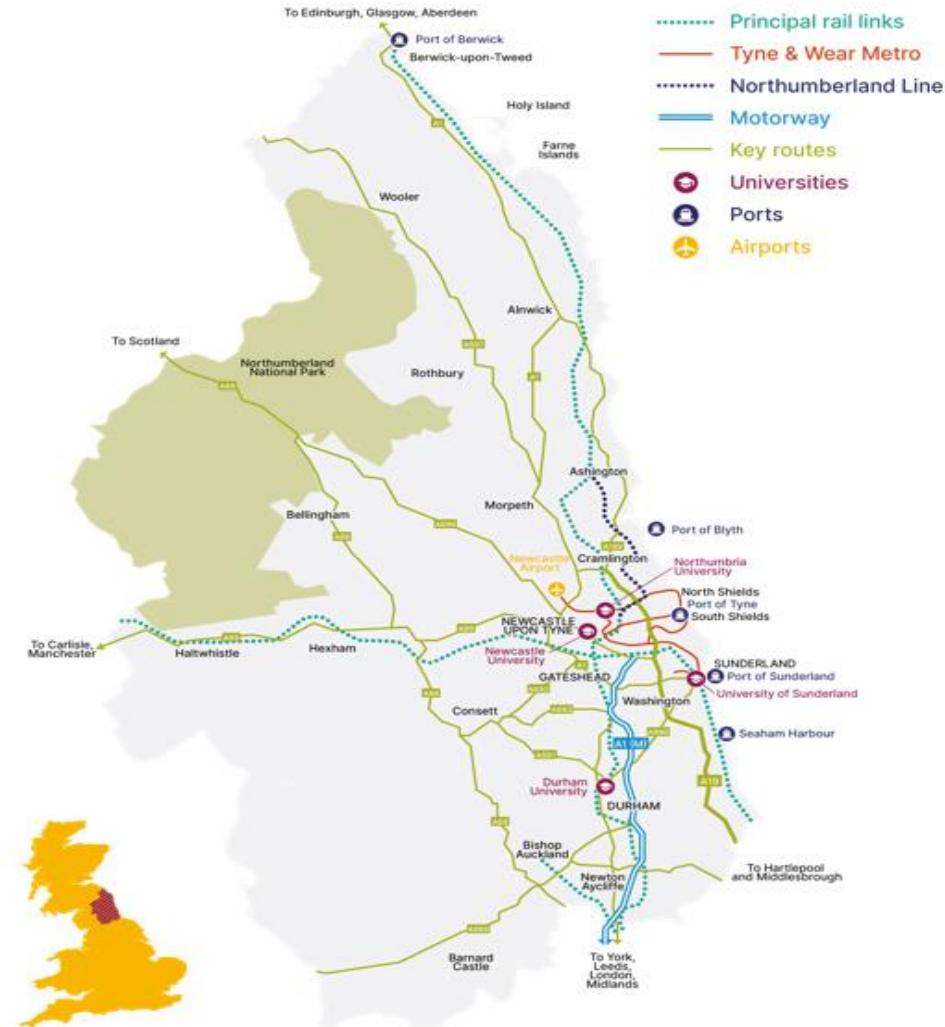 To Edinburgh, Glasgow, Aberdeen
Port of Berwick
Berwick-upon-Tweed
Principal rail links
Tyne & Wear Metro
Northumberland Line
Motorway
Key routes
Universities
Ports
Airports
Holy Island
A1
Farne
Islands
Wooler
Alnwick
To Scotland
Northumberland
National Park
Rothbury
A1
A68
Ashington
Morpeth
Bellingham
Port of Blyth
Newcastle
Airport
Cramlington
Northumbria
University
North Shields
Port of Tyne
South Shields
NEWCASTLE
UPON TYNE
To Carlisle,
Manchester
Haltwhistle
Hexham
Newcastle
University
GATESHEAD
A1
SUNDERLAND
Port of Sunderland
University of Sunderland
Washington
Consett
Seaham Harbour
A1(M)
A19
Durham
University
DURHAM
Bishop
Auckland
Newton
Aycliffe
To Hartlepool
and Middlesbrough
Barnard
Castle
To York,
Leeds,
London,
Midlands